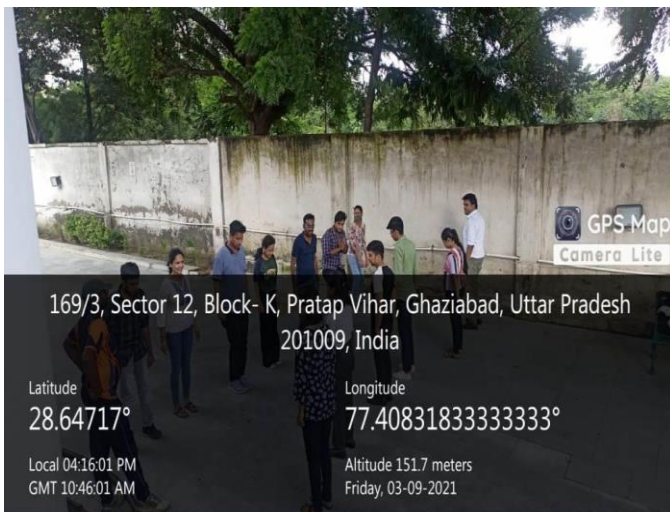 GPS Map
Camera Lite
169/3, Sector 12, Block- K, Pratap Vihar, Ghaziabad, Uttar Pradesh
201009, India
Latitude
28.64717°
Longitude
77.40831833333333°
Local 04:16:01 PM
GMT 10:46:01 AM
Altitude 151.7 meters
Friday, 03-09-2021